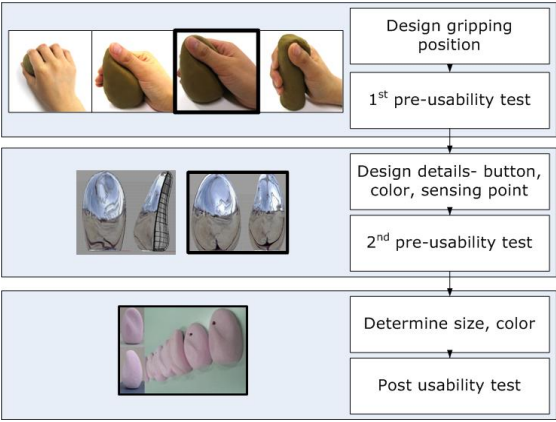 Design gripping
position
1st pre-usability test
Design details- button,
color, sensing point
2nd pre-usability test
Determine size, color
Post usability test